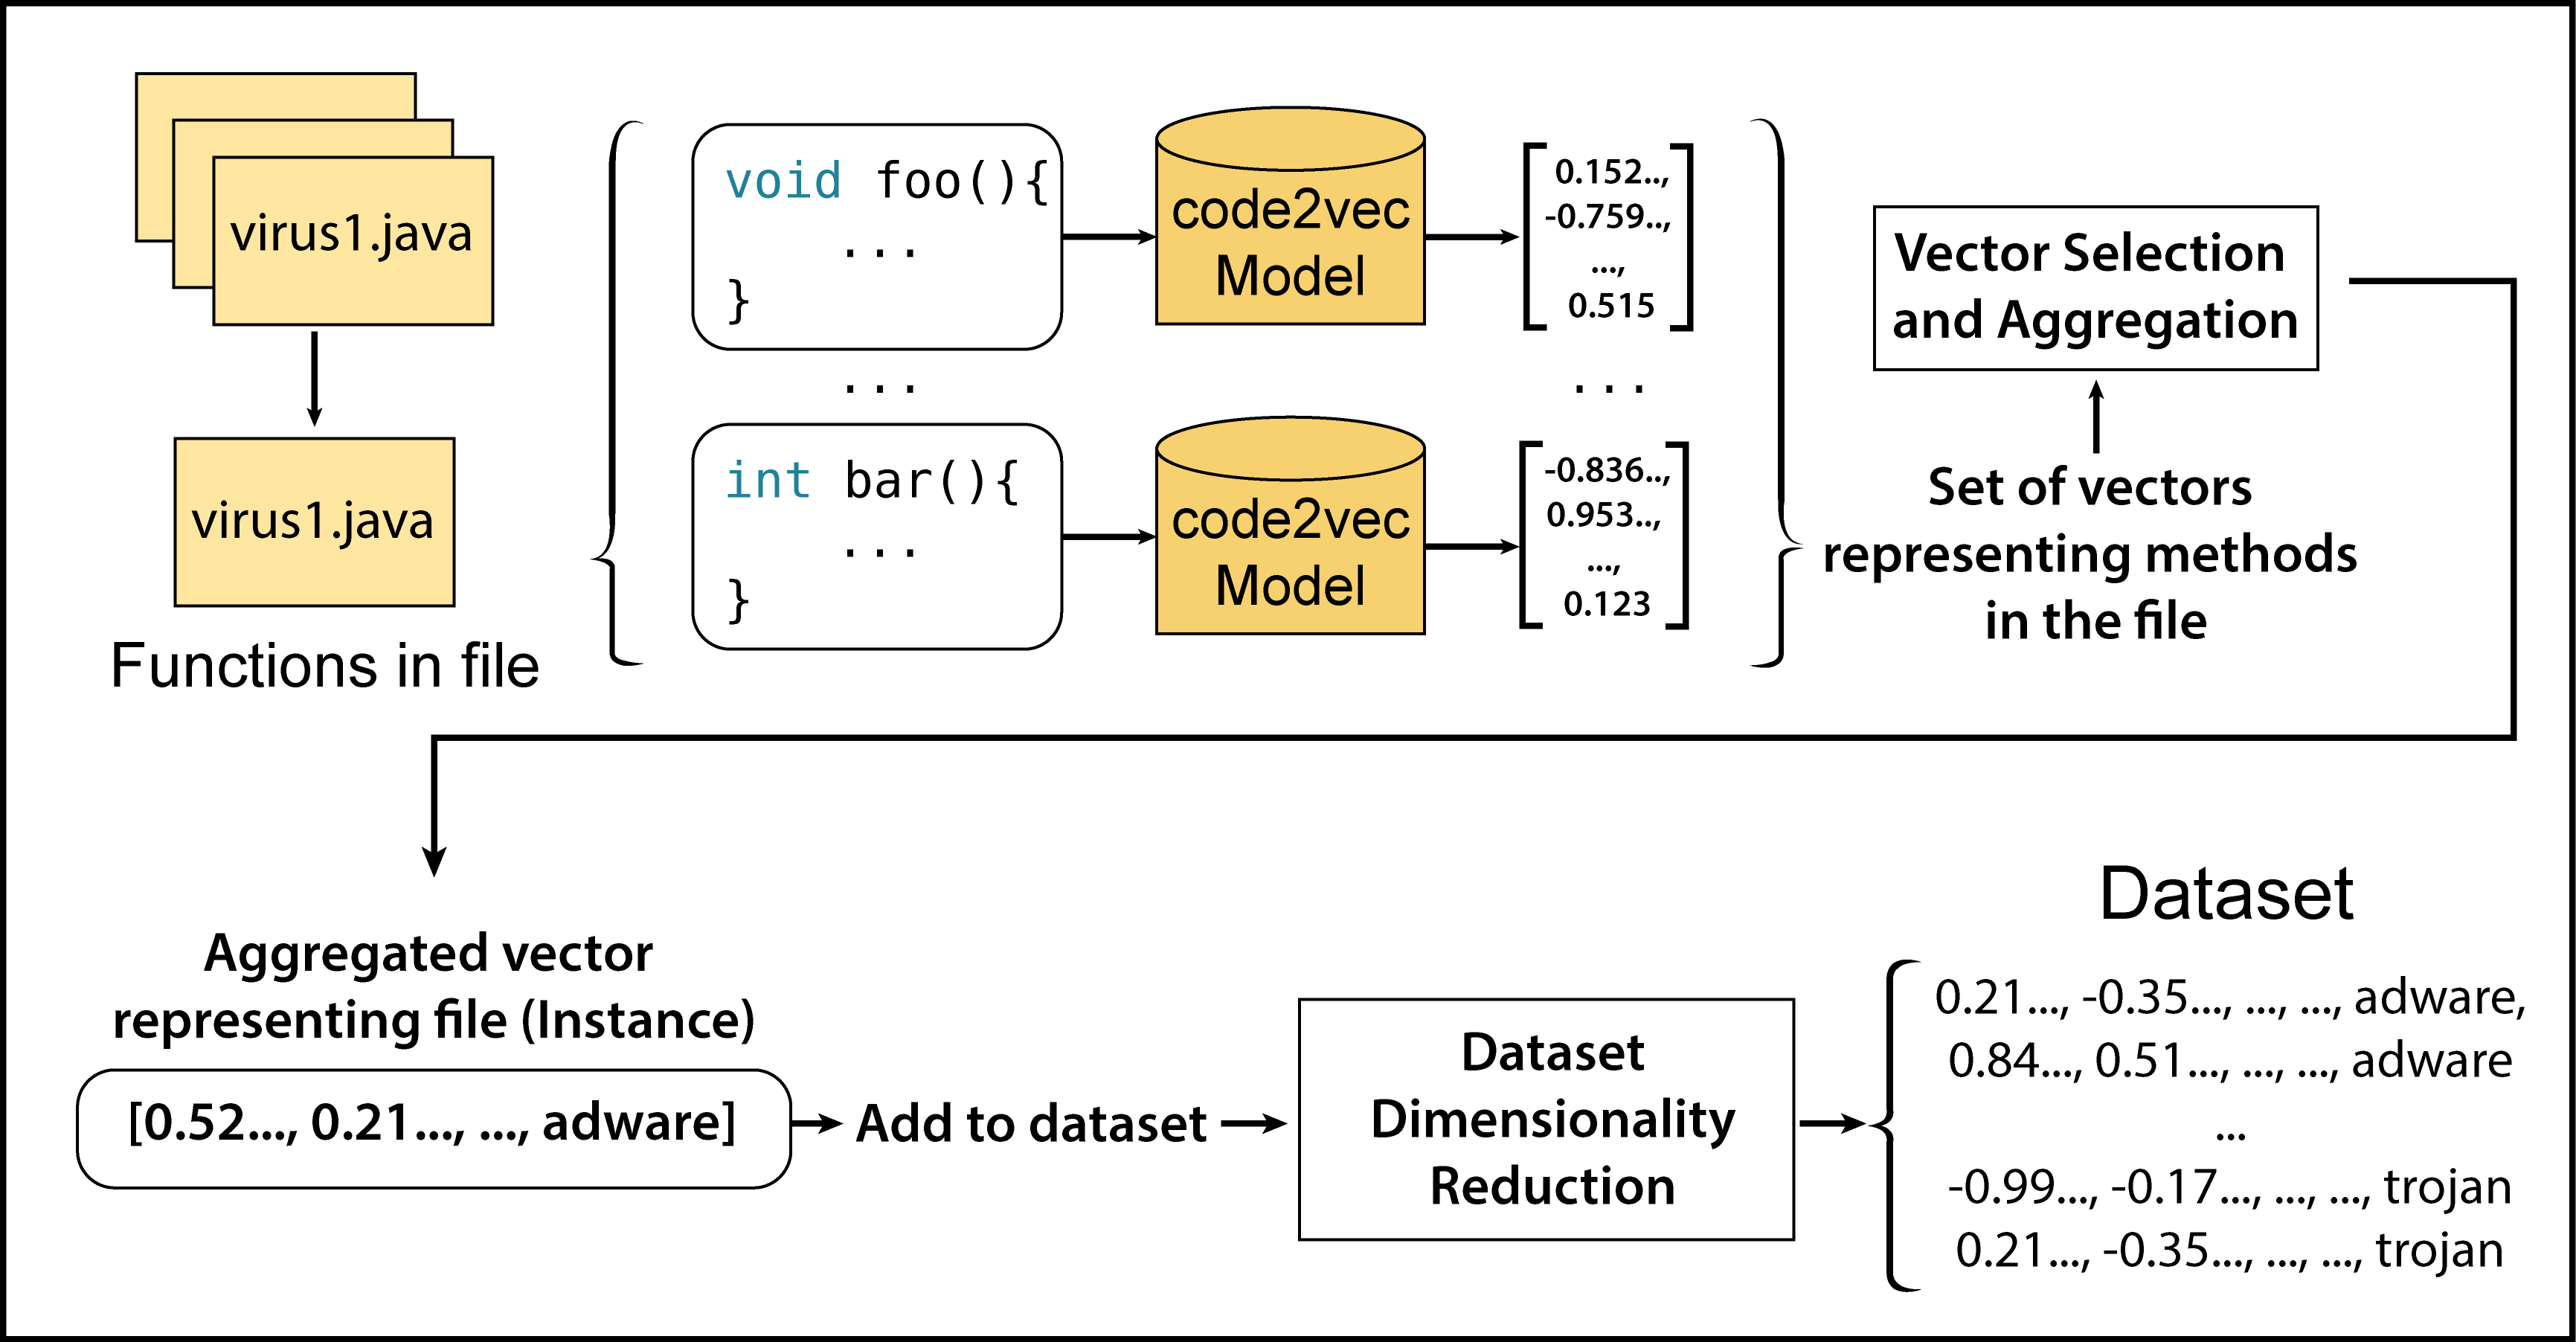 virus1.java
virus1.java
Functions in file
void foo(){
...
}
...
int bar(){
...
}
code2vec
Model
code2vec
Model
0.152..,
-0.759..,
...,
0.515
...
-0.836..,
0.953..,
...,
0.123
Vector Selection
and Aggregation
Set of vectors
representing methods
in the file
Aggregated vector
representing file (Instance)
[0.52..., 0.21..., ..., adware]
Add to dataset
Dataset
Dimensionality
Reduction
Dataset
0.21..., -0.35..., ..., ..., adware,
0.84..., 0.51..., ..., ..., adware
...
-0.99..., -0.17..., ..., ..., trojan
0.21..., -0.35..., ..., ..., trojan